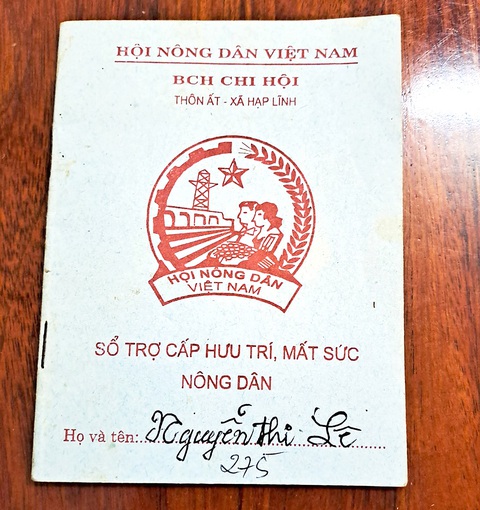 HỘI NÔNG DÂN VIỆT NAM
BCH CHI HỘI
THÔN ẤT - XÃ HẠP LĨNH
HỘI NÔNG DÂN
VIỆT NAM
SỔ TRỢ CẤP HƯU TRÍ, MẤT SỨC
NÔNG DÂN
Họ và tên: Nguyễn Thi Lê
275